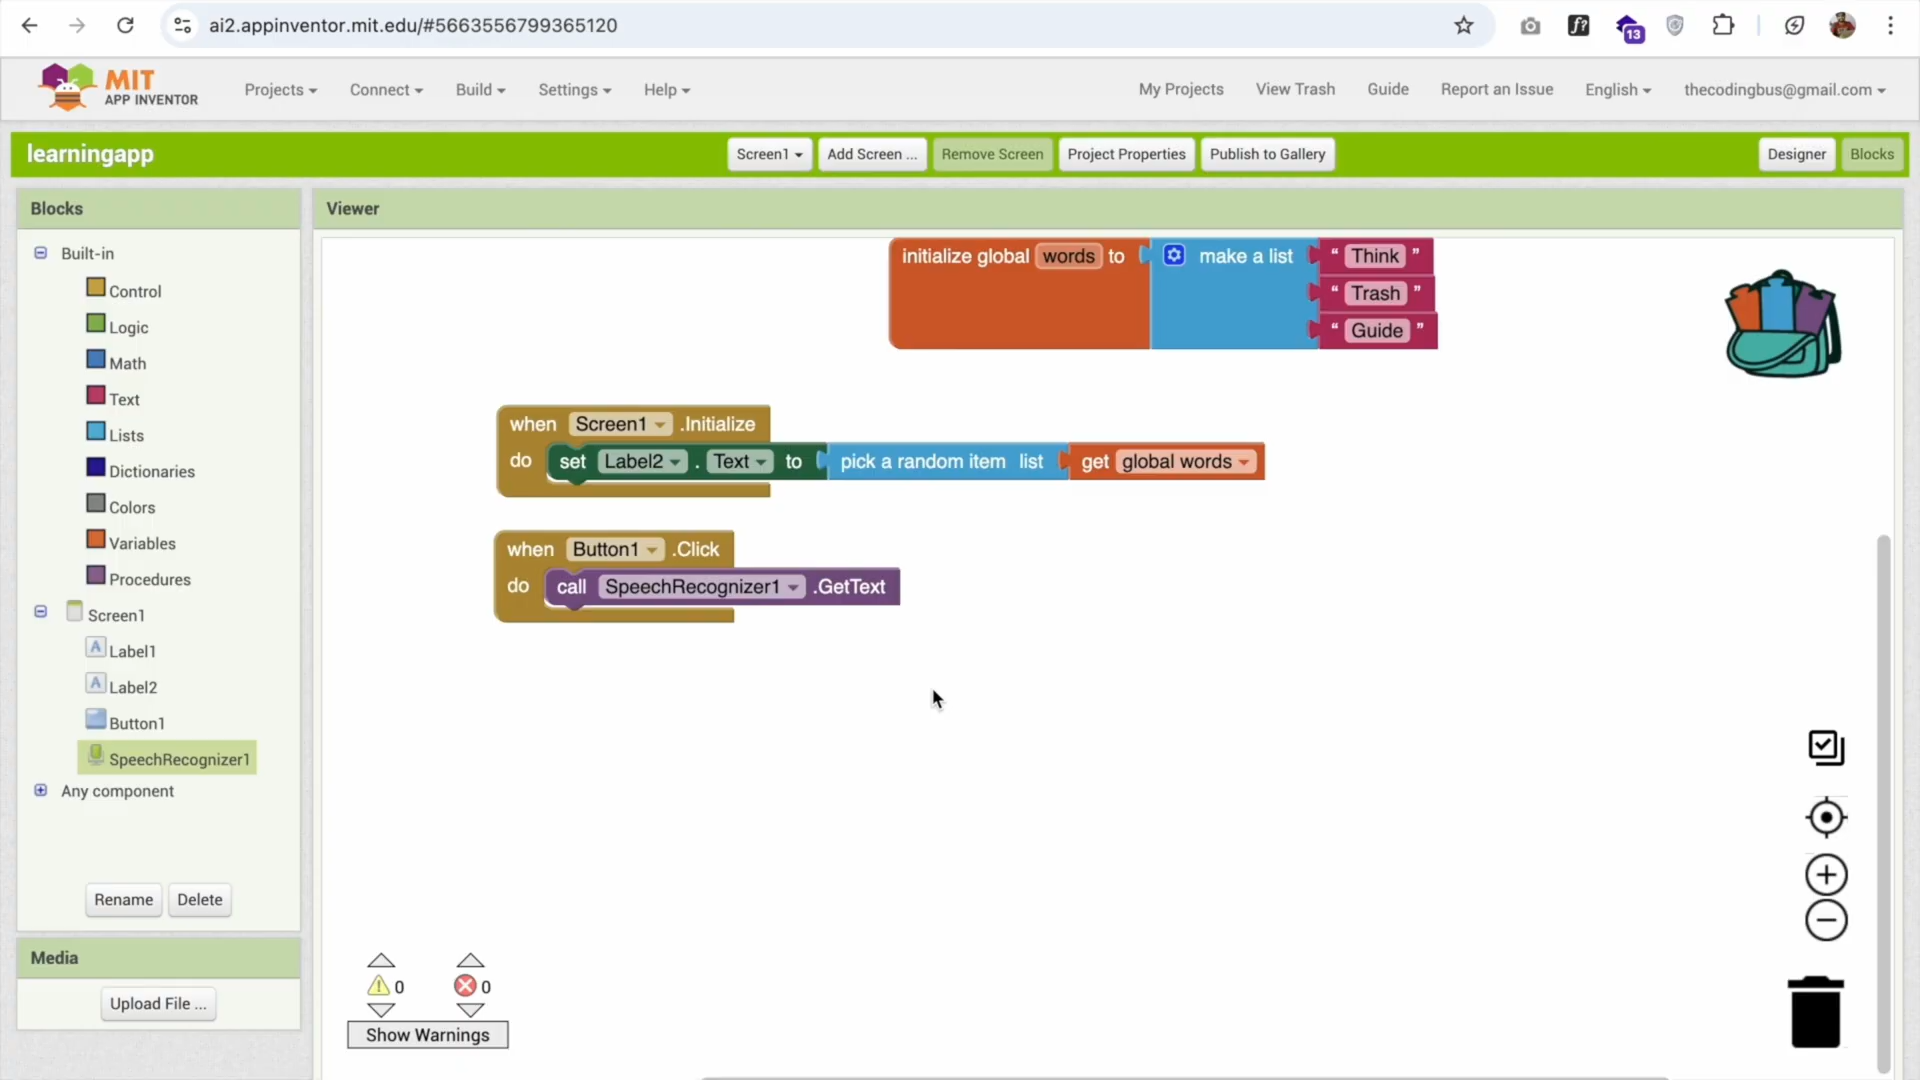 ai2.appinventor.mit.edu/#5663556799365120
13
MIT
APP INVENTOR
Projects
Connect
Build
Settings
Help
My Projects
View Trash
Guide
Report an Issue
English
thecodingbus@gmail.com
learningapp
Screen1
Add Screen ...
Remove Screen
Project Properties
Publish to Gallery
Designer
Blocks
Blocks
Built-in
Control
Logic
Math
Text
Lists
Dictionaries
Colors
Variables
Procedures
Screen1
Label1
Label2
Button1
SpeechRecognizer1
Any component
Rename
Delete
Media
Upload File ...
Viewer
initialize global words to make a list “ Think ”
“ Trash ”
“ Guide ”
when Screen1 .Initialize
do set Label2 . Text to pick a random item list get global words
when Button1 .Click
do call SpeechRecognizer1 .GetText
0
0
Show Warnings